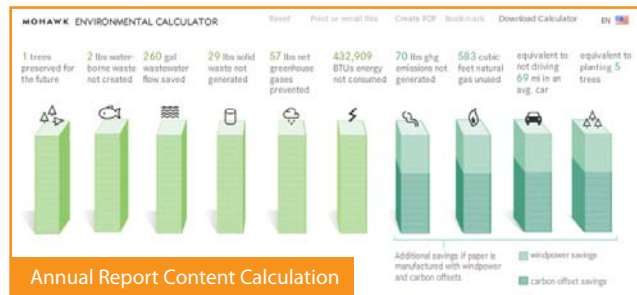 MOHAWK ENVIRONMENTAL CALCULATOR
Reset Print or email this Create PDF Bookmark Download Calculator EN
1 trees preserved for the future
2 lbs water-borne waste not created
260 gal wastewater flow saved
29 lbs solid waste not generated
57 lbs net greenhouse gases prevented
432,909 BTUs energy not consumed
70 lbs ghg emissions not generated
583 cubic feet natural gas unused
equivalent to not driving 69 mi in an avg. car
equivalent to planting 5 trees
Additional savings if paper is manufactured with windpower and carbon offsets
windpower savings
carbon offset savings
Annual Report Content Calculation